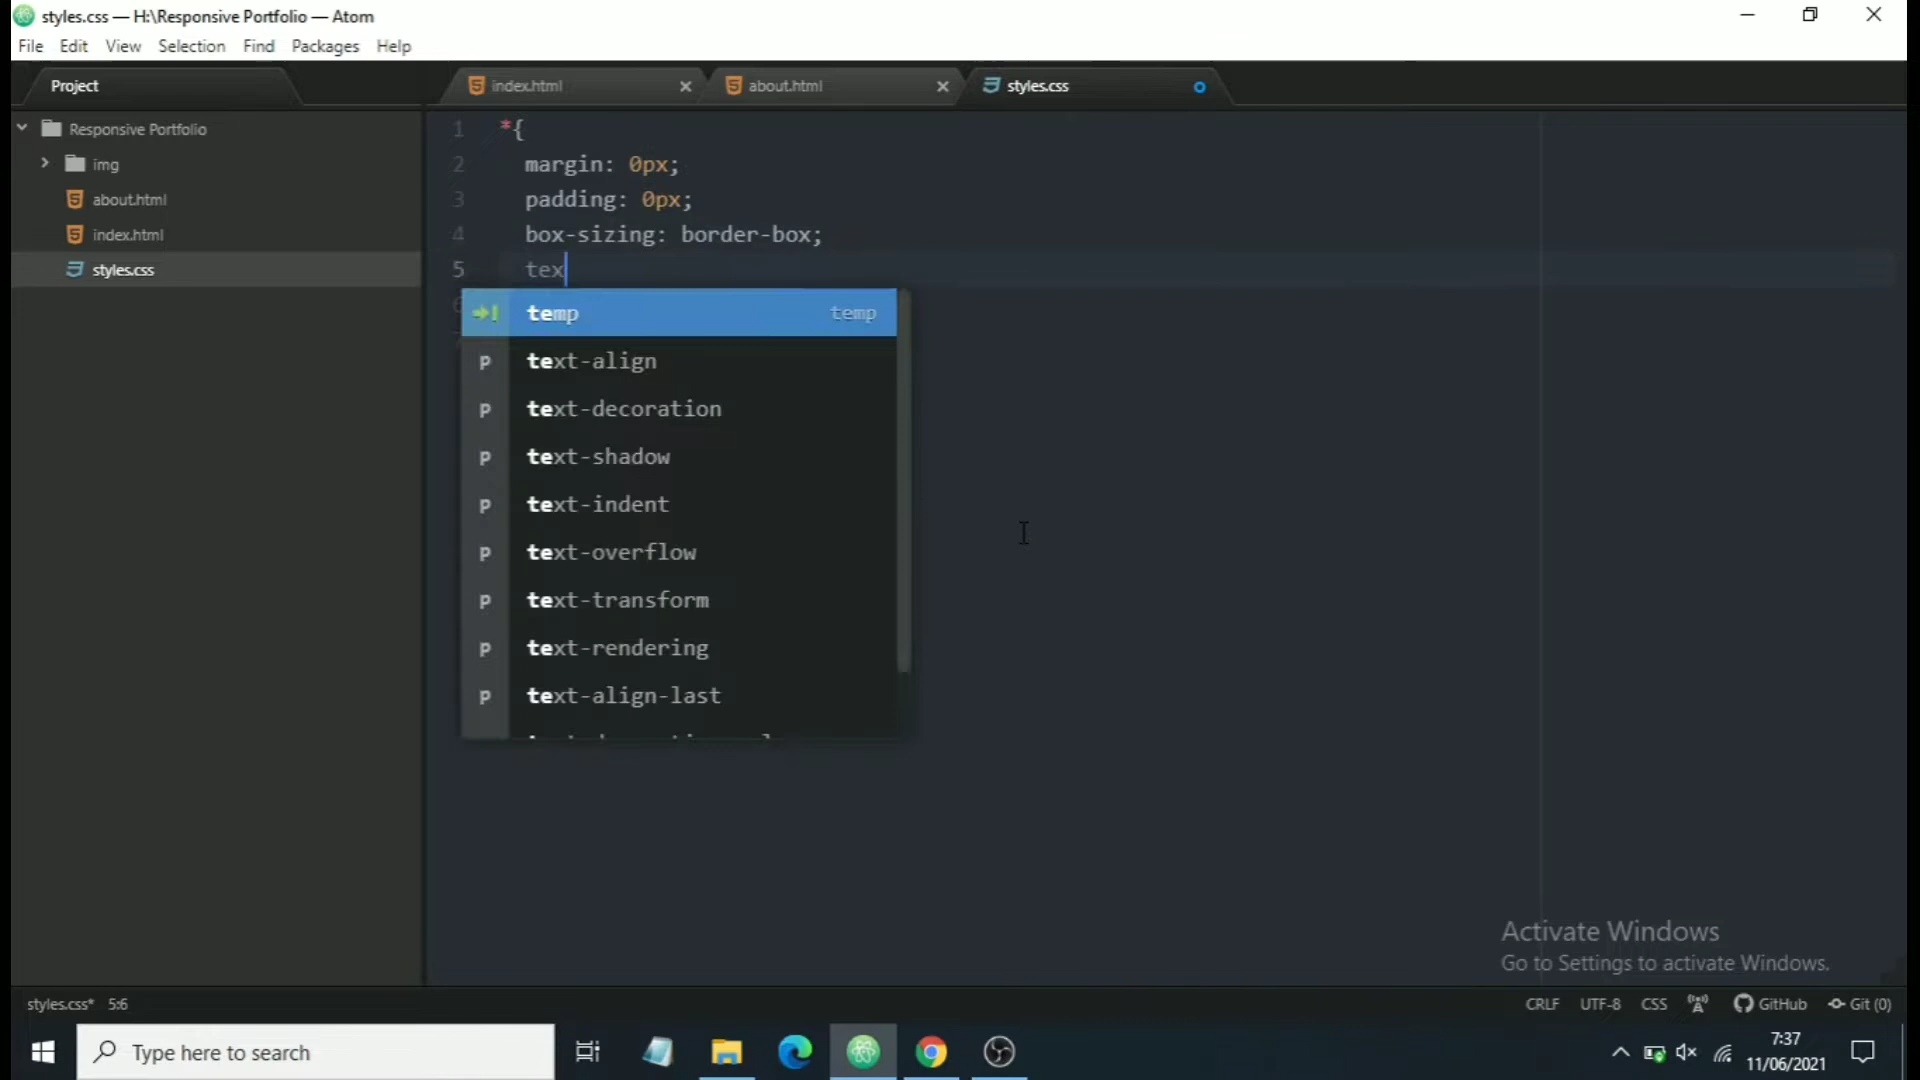 styles.css — H:\Responsive Portfolio — Atom
File Edit View Selection Find Packages Help
Project
index.html
about.html
styles.css
Responsive Portfolio
img
about.html
index.html
styles.css
1 *{
2 margin: 0px;
3 padding: 0px;
4 box-sizing: border-box;
5 tex
temp temp
p text-align
p text-decoration
p text-shadow
p text-indent
p text-overflow
p text-transform
p text-rendering
p text-align-last
Activate Windows
Go to Settings to activate Windows.
styles.css* 5:6 CRLF UTF-8 CSS GitHub Git (0)
Type here to search
7:37
11/06/2021